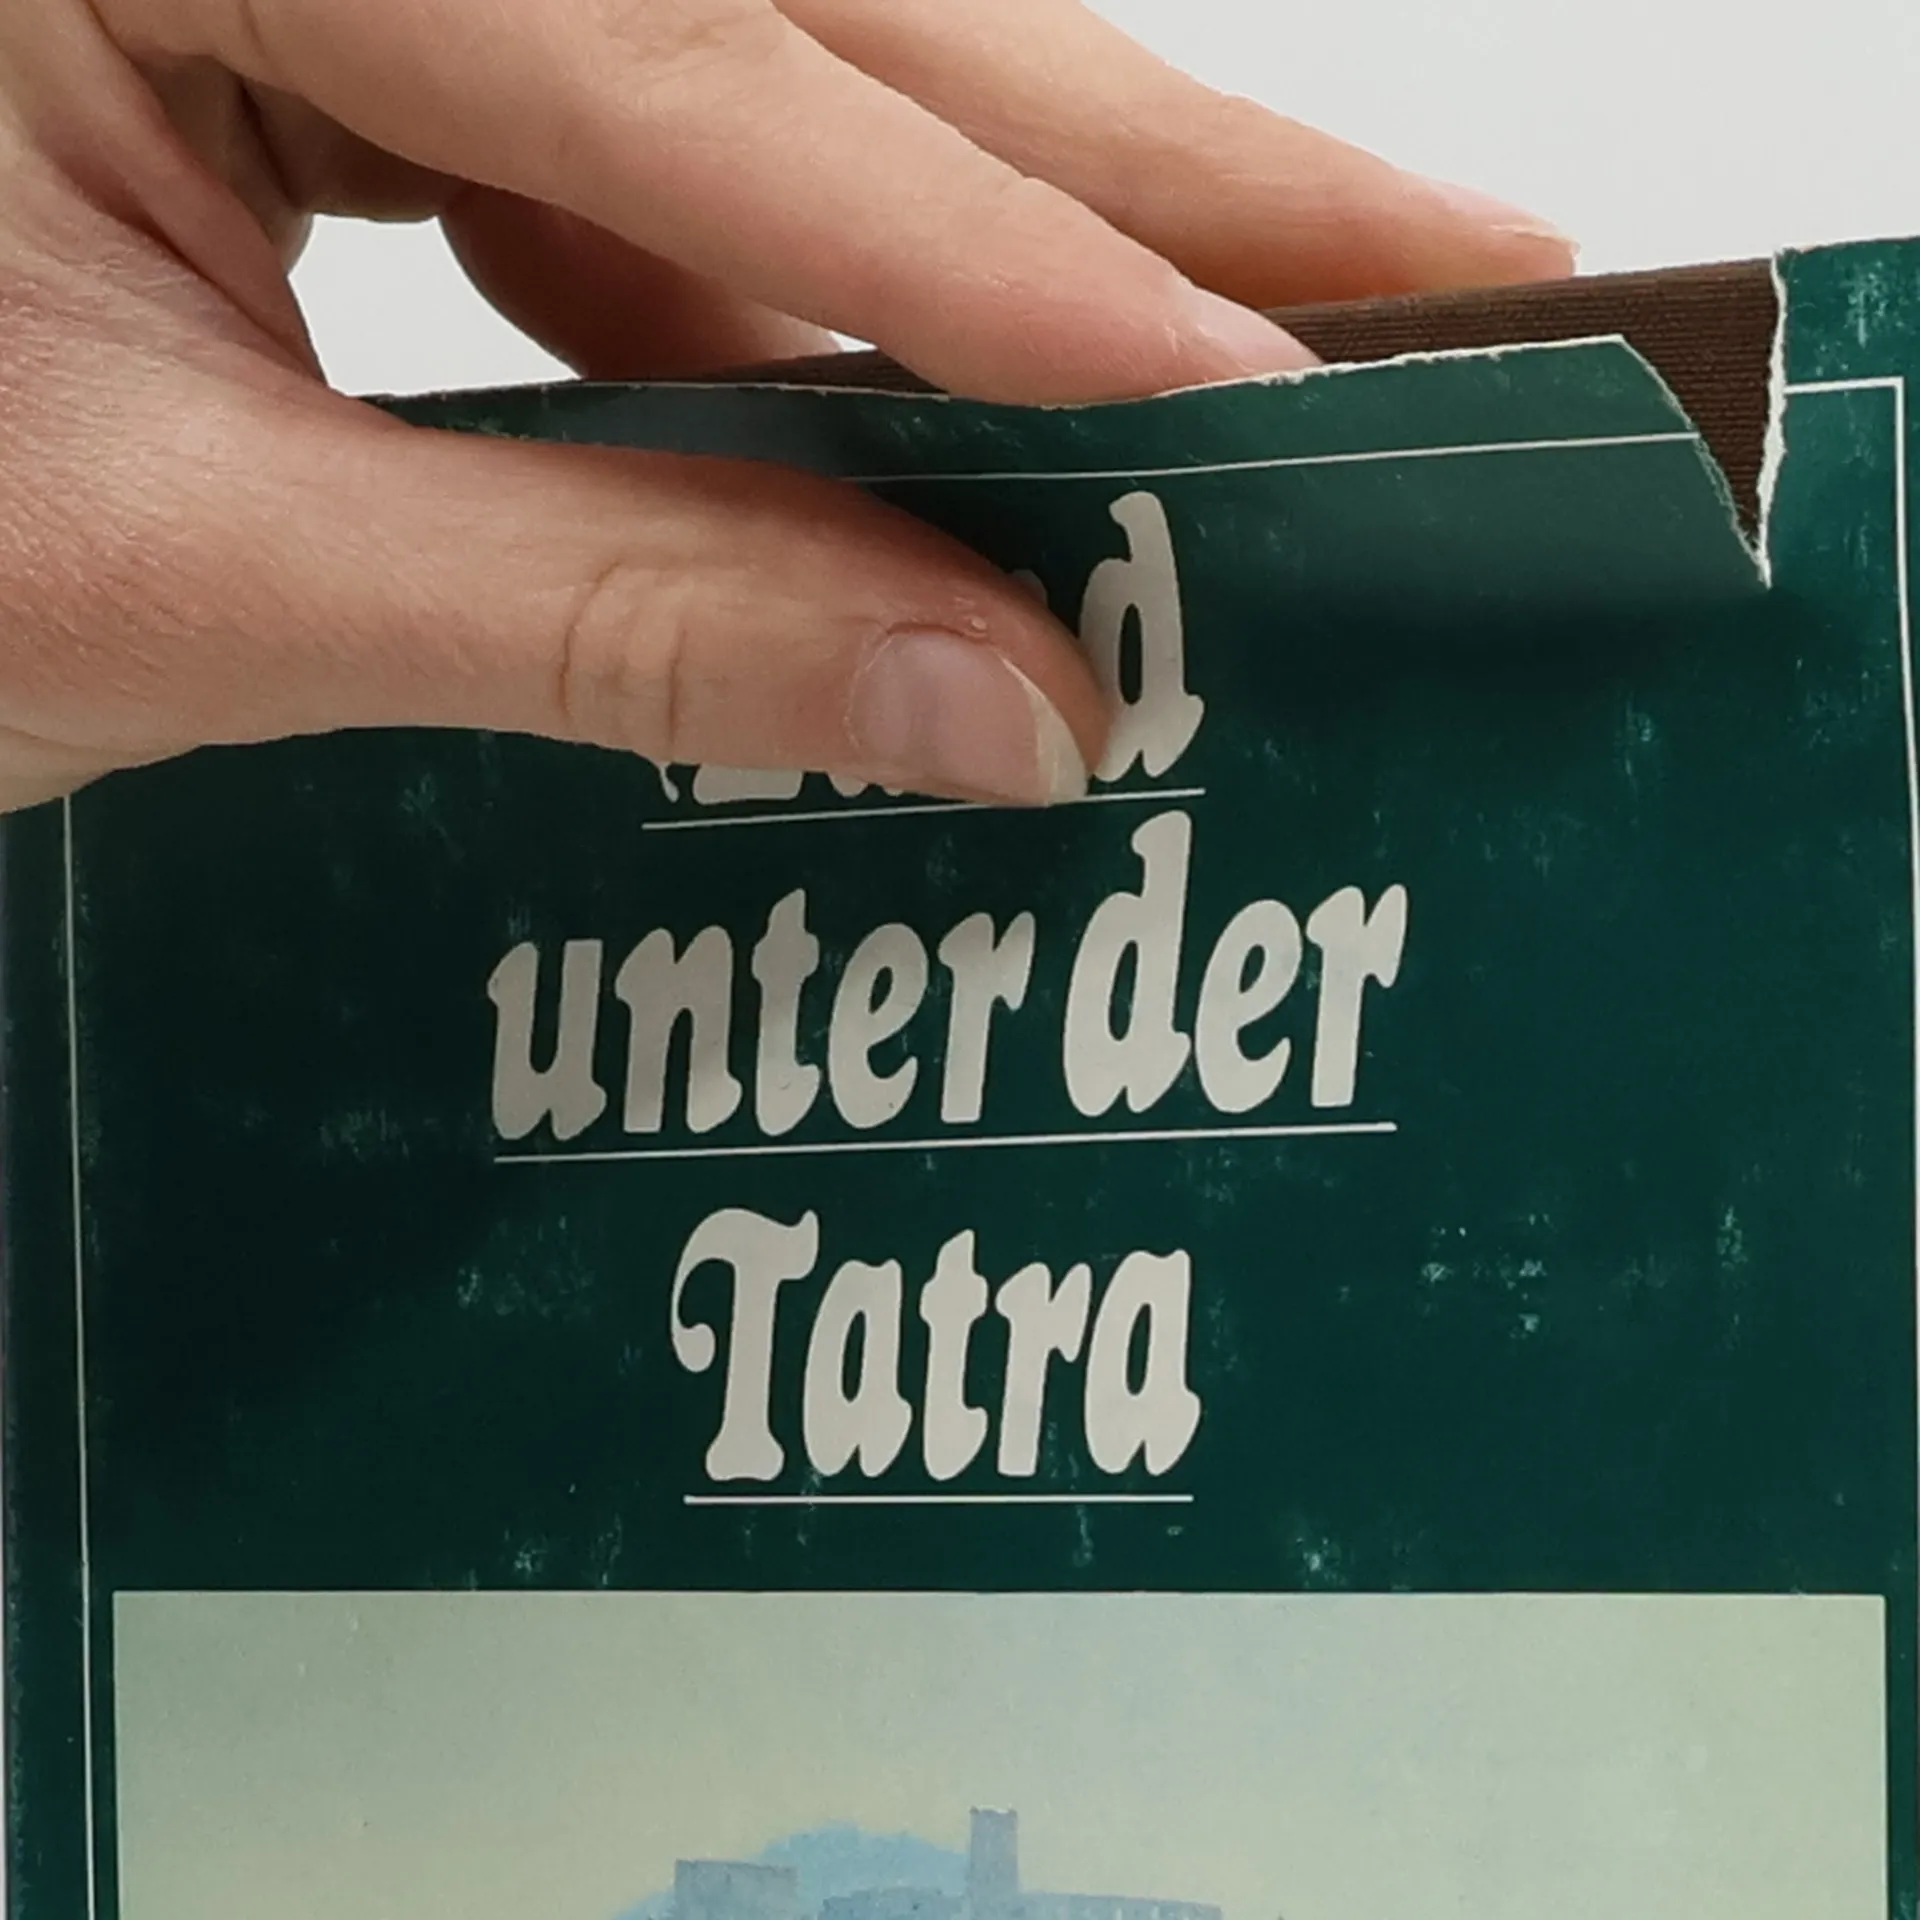 unter der
Tatra